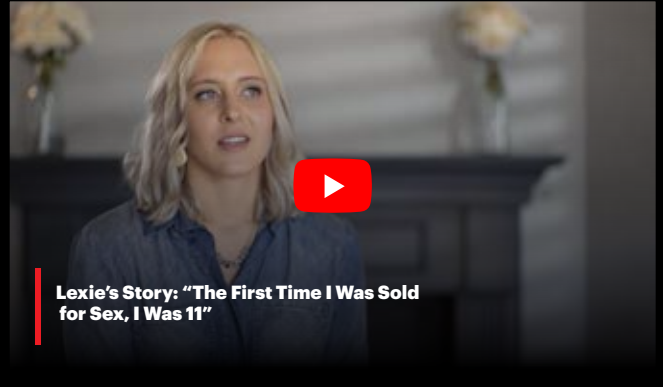 Lexie’s Story: “The First Time I Was Sold
for Sex, I Was 11”